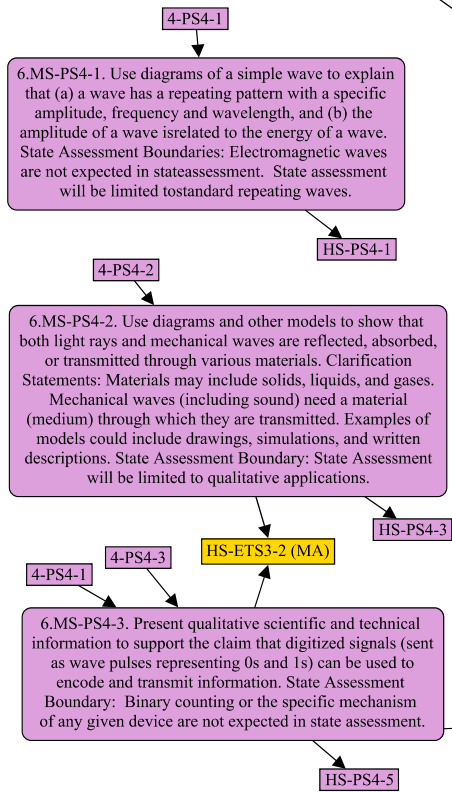 4-PS4-1
6.MS-PS4-1. Use diagrams of a simple wave to explain
that (a) a wave has a repeating pattern with a specific
amplitude, frequency and wavelength, and (b) the
amplitude of a wave isrelated to the energy of a wave.
State Assessment Boundaries: Electromagnetic waves
are not expected in stateassessment. State assessment
will be limited tostandard repeating waves.
HS-PS4-1
4-PS4-2
6.MS-PS4-2. Use diagrams and other models to show that
both light rays and mechanical waves are reflected, absorbed,
or transmitted through various materials. Clarification
Statements: Materials may include solids, liquids, and gases.
Mechanical waves (including sound) need a material
(medium) through which they are transmitted. Examples of
models could include drawings, simulations, and written
descriptions. State Assessment Boundary: State Assessment
will be limited to qualitative applications.
HS-PS4-3
HS-ETS3-2 (MA)
4-PS4-3
4-PS4-1
6.MS-PS4-3. Present qualitative scientific and technical
information to support the claim that digitized signals (sent
as wave pulses representing 0s and 1s) can be used to
encode and transmit information. State Assessment
Boundary: Binary counting or the specific mechanism
of any given device are not expected in state assessment.
HS-PS4-5